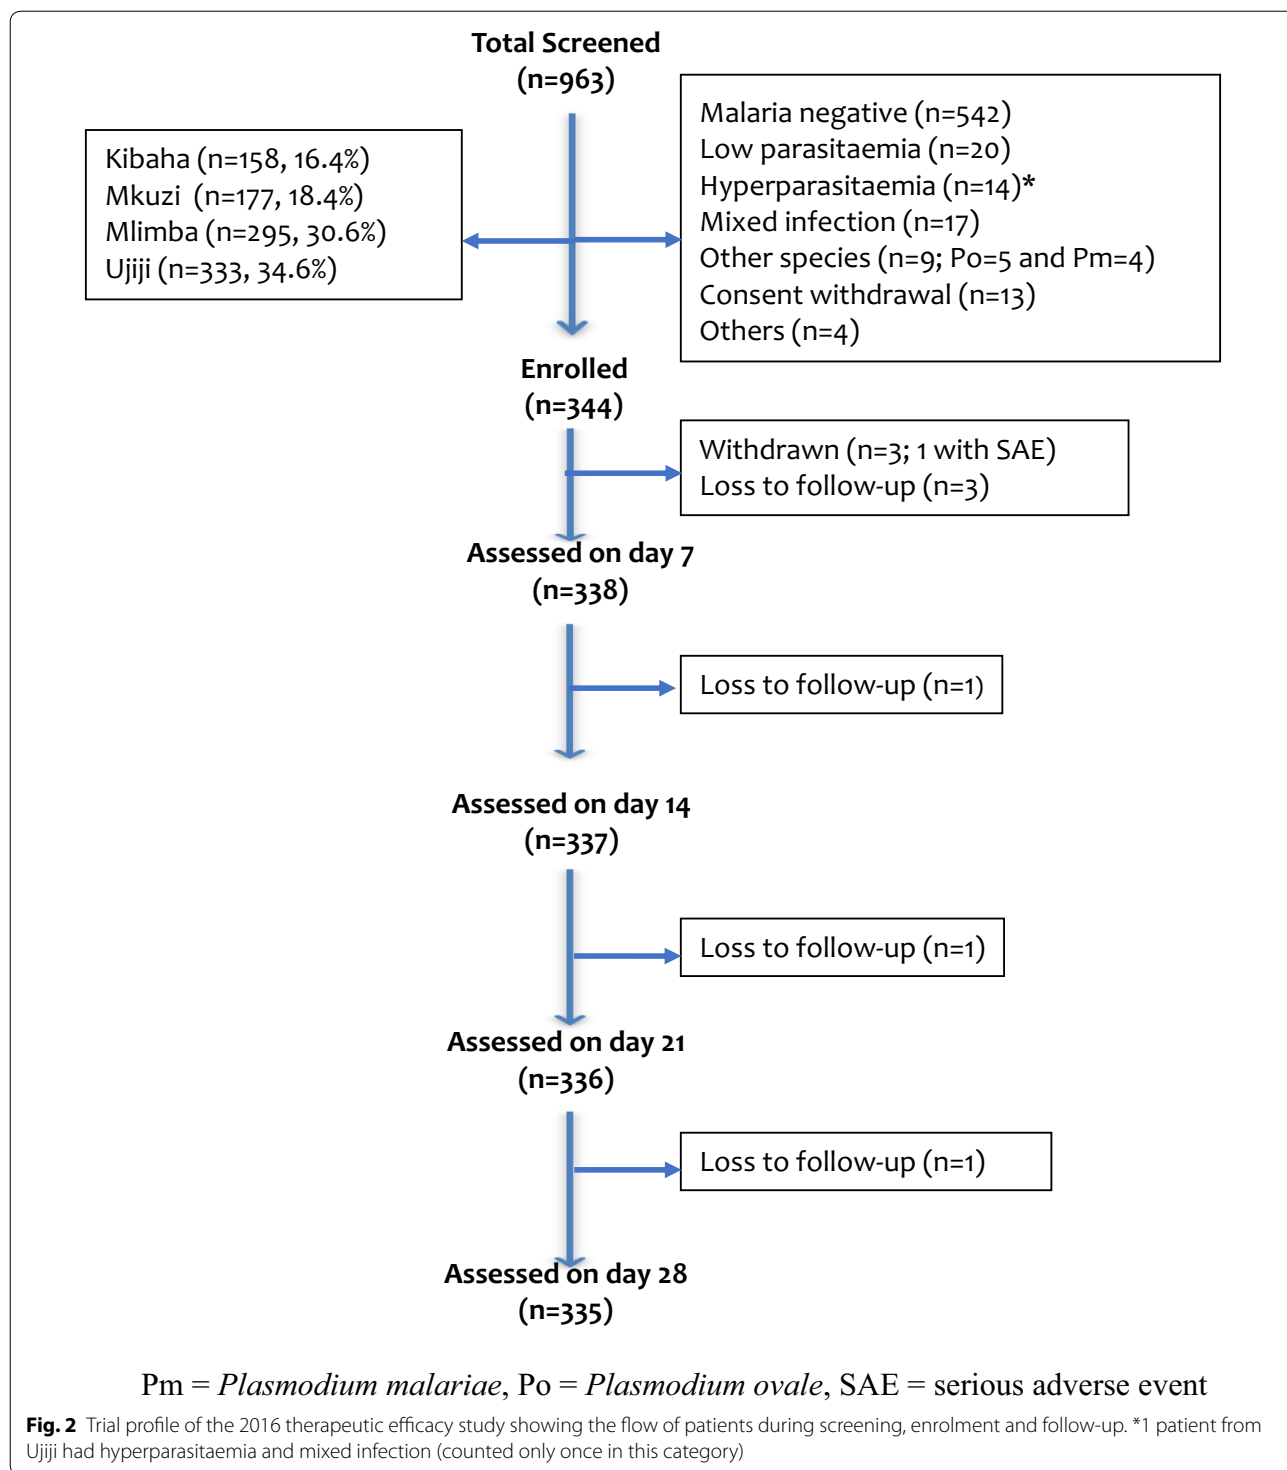 Total Screened
(n=963)
Kibaha (n=158, 16.4%)
Mkuzi (n=177, 18.4%)
Mlimba (n=295, 30.6%)
Ujiji (n=333, 34.6%)
Malaria negative (n=542)
Low parasitaemia (n=20)
Hyperparasitaemia (n=14)*
Mixed infection (n=17)
Other species (n=9; Po=5 and Pm=4)
Consent withdrawal (n=13)
Others (n=4)
Enrolled
(n=344)
Withdrawn (n=3; 1 with SAE)
Loss to follow-up (n=3)
Assessed on day 7
(n=338)
Loss to follow-up (n=1)
Assessed on day 14
(n=337)
Loss to follow-up (n=1)
Assessed on day 21
(n=336)
Loss to follow-up (n=1)
Assessed on day 28
(n=335)
Pm = Plasmodium malariae, Po = Plasmodium ovale, SAE = serious adverse event
Fig. 2 Trial profile of the 2016 therapeutic efficacy study showing the flow of patients during screening, enrolment and follow-up. *1 patient from
Ujiji had hyperparasitaemia and mixed infection (counted only once in this category)